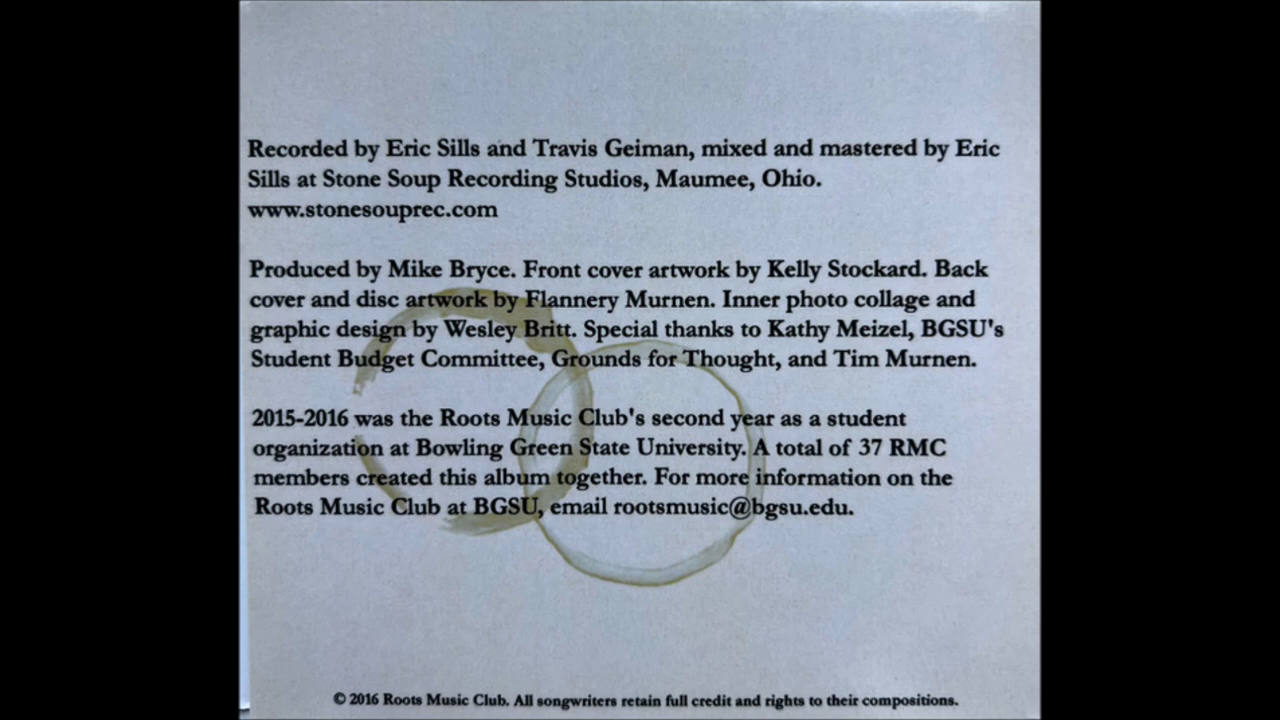 Recorded by Eric Sills and Travis Geiman, mixed and mastered by Eric
Sills at Stone Soup Recording Studios, Maumee, Ohio.
www.stonesouprec.com
Produced by Mike Bryce. Front cover artwork by Kelly Stockard. Back
cover and disc artwork by Flannery Murnen. Inner photo collage and
graphic design by Wesley Britt. Special thanks to Kathy Meizel, BGSU's
Student Budget Committee, Grounds for Thought, and Tim Murnen.
2015-2016 was the Roots Music Club's second year as a student
organization at Bowling Green State University. A total of 37 RMC
members created this album together. For more information on the
Roots Music Club at BGSU, email rootsmusic@bgsu.edu.
© 2016 Roots Music Club. All songwriters retain full credit and rights to their compositions.